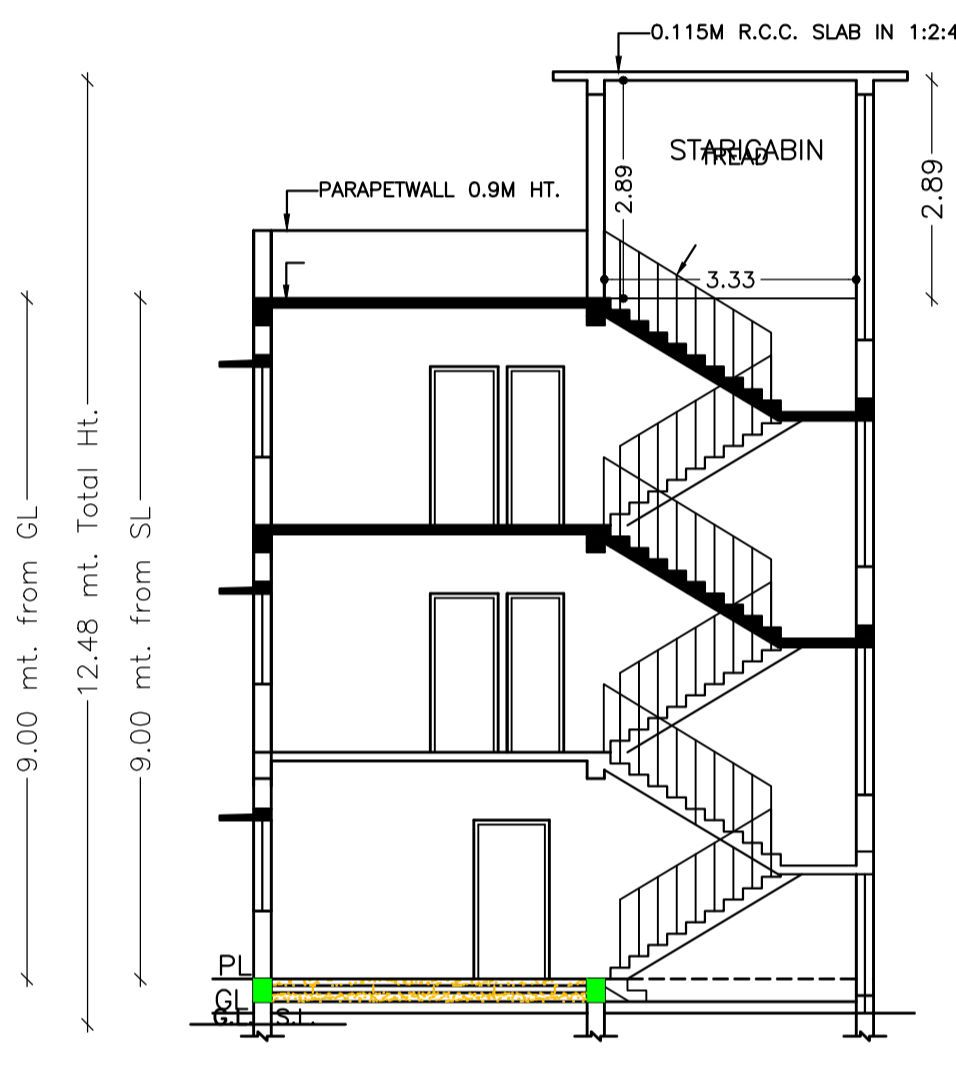 0.115M R.C.C. SLAB IN 1:2:4
STARICABIN
TREAD
2.89
2.89
PARAPETWALL 0.9M HT.
3.33
9.00 mt. from GL
12.48 mt. Total Ht.
9.00 mt. from SL
PL
GL
S.L.